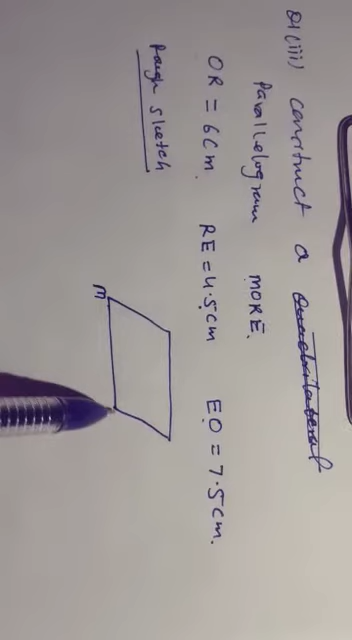 Q1 (iii) construct a Quadrilateral
Parallelogram MORE.
OR = 6cm. RE = 4.5cm EO = 7.5cm.
Rough sketch
M